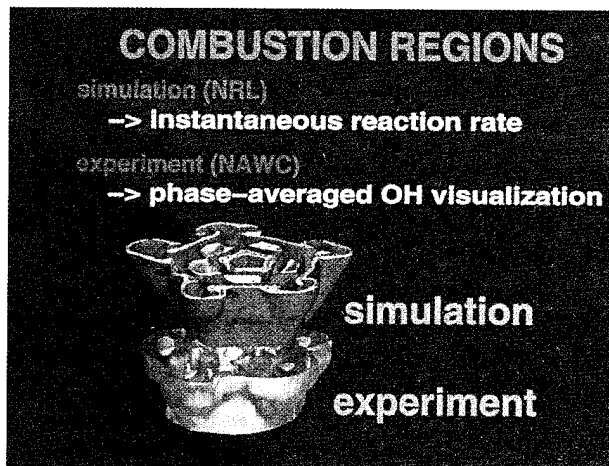 COMBUSTION REGIONS
simulation (NRL)
–> instantaneous reaction rate
experiment (NAWC)
–> phase–averaged OH visualization
simulation
experiment